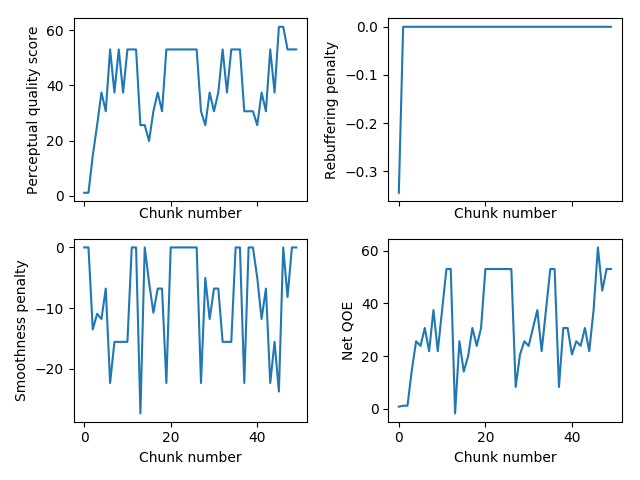 Perceptual quality score
60
40
20
0
Chunk number
Rebuffering penalty
0.0
−0.1
−0.2
−0.3
Chunk number
Smoothness penalty
0
−10
−20
0
20
40
Chunk number
Net QOE
60
40
20
0
0
20
40
Chunk number